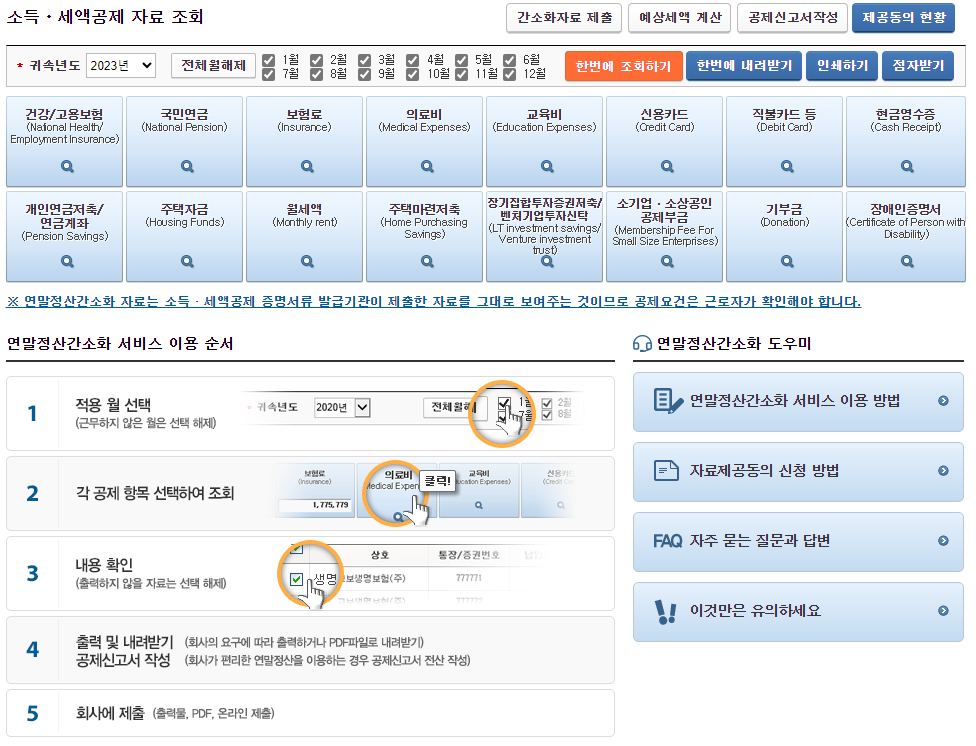 소득 · 세액공제 자료 조회
간소화자료 제출
예상세액 계산
공제신고서작성
제공동의 현황
* 귀속년도 2023년
전체월해제
1월 2월 3월 4월 5월 6월
7월 8월 9월 10월 11월 12월
한번에 조회하기
한번에 내려받기
인쇄하기
점자받기
건강/고용보험
(National Health/
Employment Insurance)
국민연금
(National Pension)
보험료
(Insurance)
의료비
(Medical Expenses)
교육비
(Education Expenses)
신용카드
(Credit Card)
직불카드 등
(Debit Card)
현금영수증
(Cash Receipt)
개인연금저축/
연금계좌
(Pension Savings)
주택자금
(Housing Funds)
월세액
(Monthly rent)
주택마련저축
(Home Purchasing
Savings)
장기집합투자증권저축/
벤처기업투자신탁
(LT investment savings/
Venture investment
trust)
소기업 · 소상공인
공제부금
(Membership Fee For
Small Size Enterprises)
기부금
(Donation)
장애인증명서
(Certificate of Person with
Disability)
※ 연말정산간소화 자료는 소득 · 세액공제 증명서류 발급기관이 제출한 자료를 그대로 보여주는 것이므로 공제요건은 근로자가 확인해야 합니다.
연말정산간소화 서비스 이용 순서
1 적용 월 선택
(근무하지 않은 월은 선택 해제)
* 귀속년도 2020년
전체월해
1월 2월
7월 8월
2 각 공제 항목 선택하여 조회
보험료
(Insurance)
1,775,779
의료비
Medical Expen
클릭!
교육비
ucation Expenses)
신용카드
(Credit C
3 내용 확인
(출력하지 않을 자료는 선택 해제)
상호 통장/증권번호
생명
교보생명보험(주) 777771
교보생명보험(주) 777771
4 출력 및 내려받기 (회사의 요구에 따라 출력하거나 PDF파일로 내려받기)
공제신고서 작성 (회사가 편리한 연말정산을 이용하는 경우 공제신고서 전산 작성)
5 회사에 제출 (출력물, PDF, 온라인 제출)
연말정산간소화 도우미
연말정산간소화 서비스 이용 방법
자료제공동의 신청 방법
FAQ 자주 묻는 질문과 답변
이것만은 유의하세요